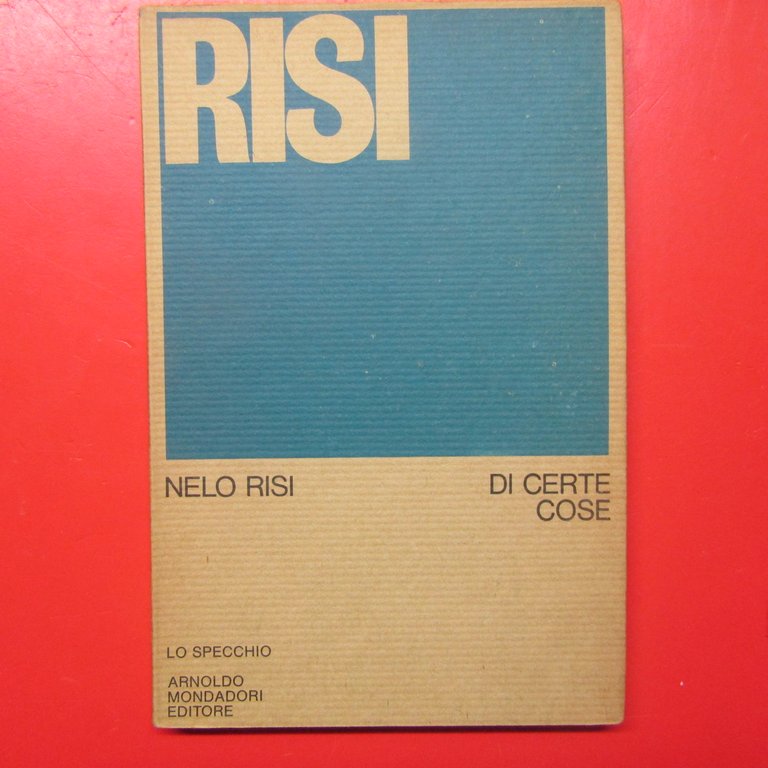 RISI
NELO RISI
DI CERTE
COSE
LO SPECCHIO
ARNOLDO
MONDADORI
EDITORE